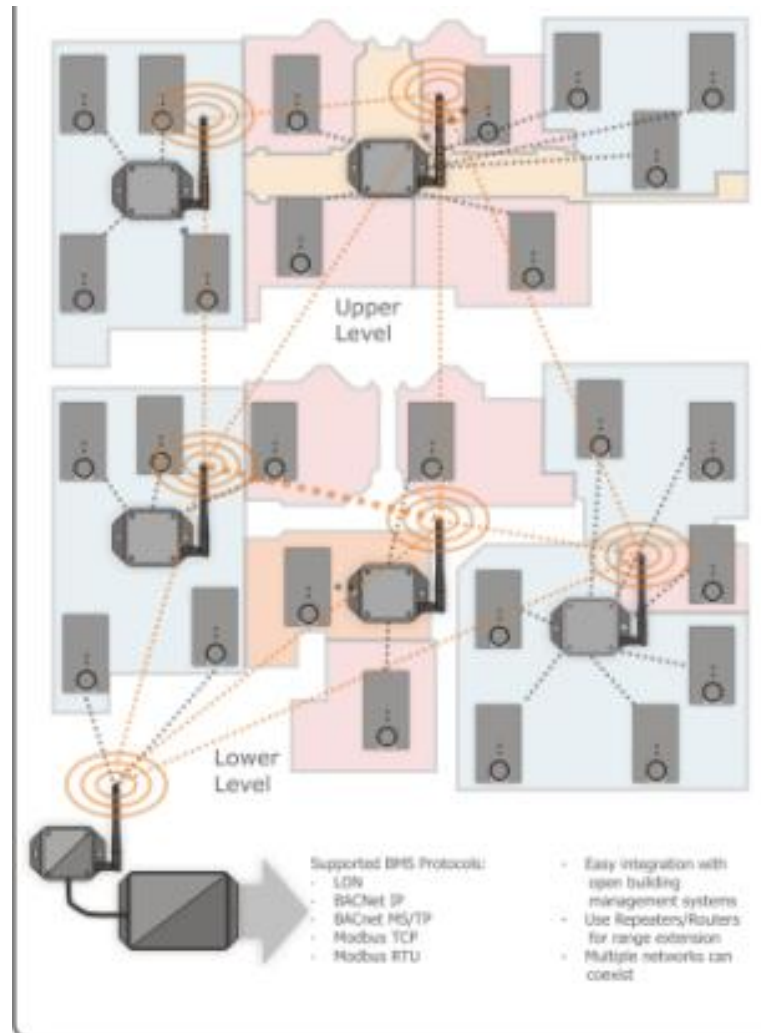 Upper
Level
Lower
Level
Supported BMS Protocols:
- LON
- BACNet IP
- BACnet MS/TP
- Modbus TCP
- Modbus RTU
- Easy integration with
open building
management systems
- Use Repeaters/Routers
for range extension
- Multiple networks can
coexist